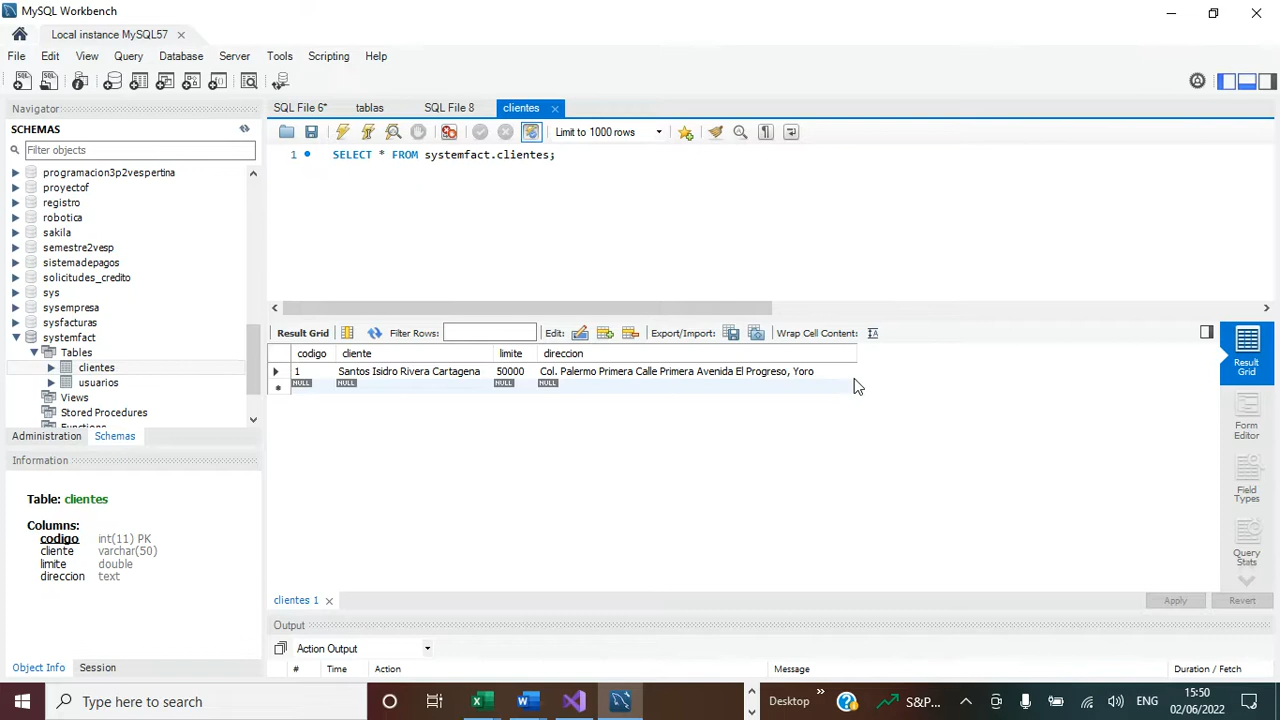 MySQL Workbench
Local instance MySQL57
File Edit View Query Database Server Tools Scripting Help
Navigator
SCHEMAS
Filter objects
programacion3p2vespertina
proyectof
registro
robotica
sakila
semestre2vesp
sistemadepagos
solicitudes_credito
sys
sysempresa
sysfacturas
systemfact
Tables
clientes
usuarios
Views
Stored Procedures
Functions
Administration Schemas
Information
Table: clientes
Columns:
codigo int(11) PK
cliente varchar(50)
limite double
direccion text
Object Info Session
SQL File 6* tablas SQL File 8 clientes
Limit to 1000 rows
1 SELECT * FROM systemfact.clientes;
Result Grid Filter Rows: Edit: Export/Import: Wrap Cell Content:
codigo cliente limite direccion
1 Santos Isidro Rivera Cartagena 50000 Col. Palermo Primera Calle Primera Avenida El Progreso, Yoro
NULL NULL NULL NULL
Result Grid
Form Editor
Field Types
Query Stats
clientes 1 Apply Revert
Output
Action Output
# Time Action Message Duration / Fetch
Type here to search Desktop S&P... ENG 15:50
02/06/2022